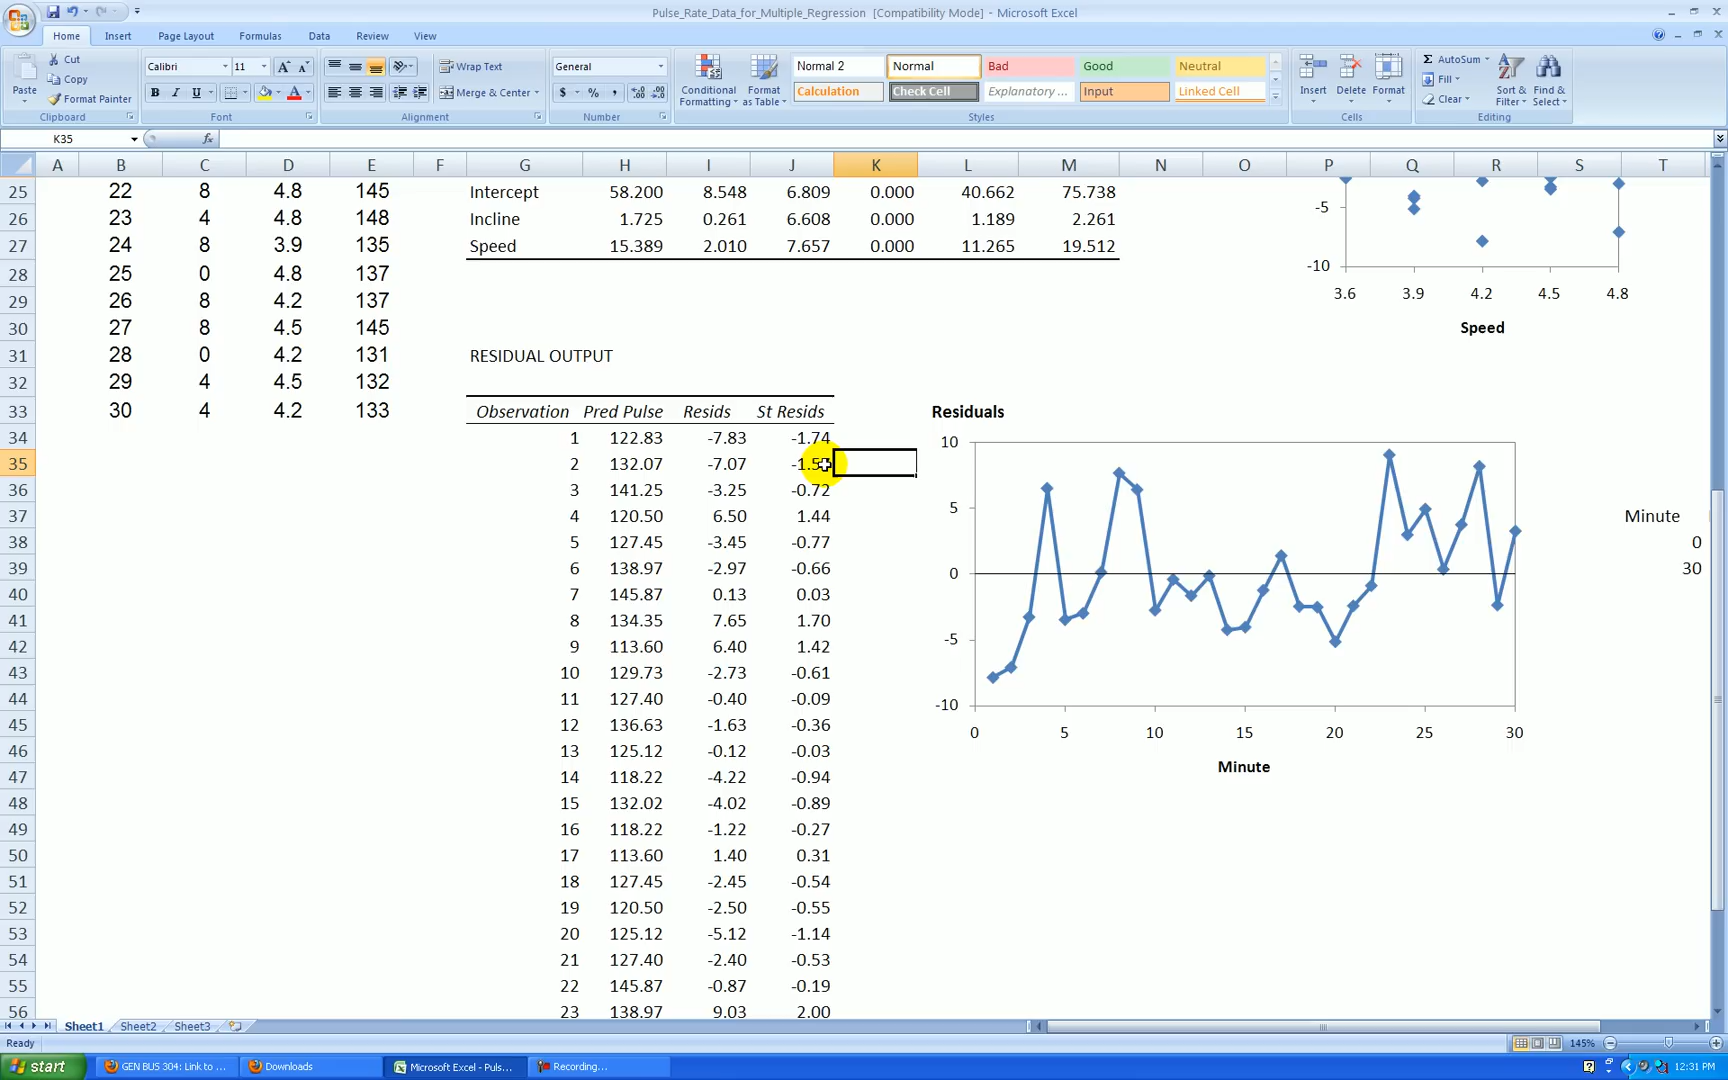 Pulse_Rate_Data_for_Multiple_Regression [Compatibility Mode] - Microsoft Excel
Home Insert Page Layout Formulas Data Review View
Paste
Cut
Copy
Format Painter
Clipboard
Calibri 11
B I U
Font
Wrap Text
Merge & Center
Alignment
General
$ % ,
Number
Conditional Formatting
Format as Table
Normal 2 Normal Bad Good Neutral
Calculation Check Cell Explanatory ... Input Linked Cell
Styles
Insert Delete Format
Cells
AutoSum
Fill
Clear
Sort & Filter
Find & Select
Editing
K35 fx
A B C D E F G H I J K L M N O P Q R S T
25 22 8 4.8 145 Intercept 58.200 8.548 6.809 0.000 40.662 75.738
26 23 4 4.8 148 Incline 1.725 0.261 6.608 0.000 1.189 2.261
27 24 8 3.9 135 Speed 15.389 2.010 7.657 0.000 11.265 19.512
28 25 0 4.8 137
29 26 8 4.2 137
30 27 8 4.5 145
31 28 0 4.2 131 RESIDUAL OUTPUT
32 29 4 4.5 132
33 30 4 4.2 133 Observation Pred Pulse Resids St Resids
34 1 122.83 -7.83 -1.74
35 2 132.07 -7.07 -1.5
36 3 141.25 -3.25 -0.72
37 4 120.50 6.50 1.44
38 5 127.45 -3.45 -0.77
39 6 138.97 -2.97 -0.66
40 7 145.87 0.13 0.03
41 8 134.35 7.65 1.70
42 9 113.60 6.40 1.42
43 10 129.73 -2.73 -0.61
44 11 127.40 -0.40 -0.09
45 12 136.63 -1.63 -0.36
46 13 125.12 -0.12 -0.03
47 14 118.22 -4.22 -0.94
48 15 132.02 -4.02 -0.89
49 16 118.22 -1.22 -0.27
50 17 113.60 1.40 0.31
51 18 127.45 -2.45 -0.54
52 19 120.50 -2.50 -0.55
53 20 125.12 -5.12 -1.14
54 21 127.40 -2.40 -0.53
55 22 145.87 -0.87 -0.19
56 23 138.97 9.03 2.00
-5
-10
3.6 3.9 4.2 4.5 4.8
Speed
Residuals
10
5
0
-5
-10
0 5 10 15 20 25 30
Minute
Minute
0
30
Sheet1 Sheet2 Sheet3
Ready 145%
start GEN BUS 304: Link to ... Downloads Microsoft Excel - Puls... Recording... 12:31 PM